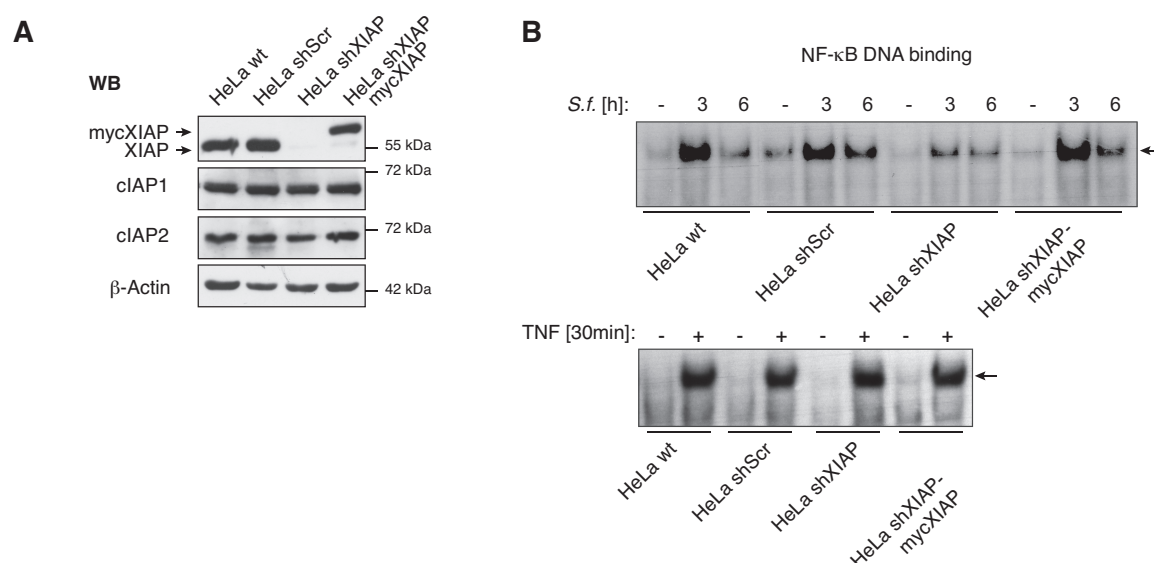 A
WB
HeLa wt
HeLa shScr
HeLa shXIAP
HeLa shXIAP
mycXIAP
mycXIAP
XIAP
55 kDa
72 kDa
cIAP1
cIAP2
72 kDa
β-Actin
42 kDa
B
NF-κB DNA binding
S.f. [h]: - 3 6 - 3 6 - 3 6 - 3 6
HeLa wt
HeLa shScr
HeLa shXIAP
HeLa shXIAP-
mycXIAP
TNF [30min]: - + - + - + - +
HeLa wt
HeLa shScr
HeLa shXIAP
HeLa shXIAP-
mycXIAP